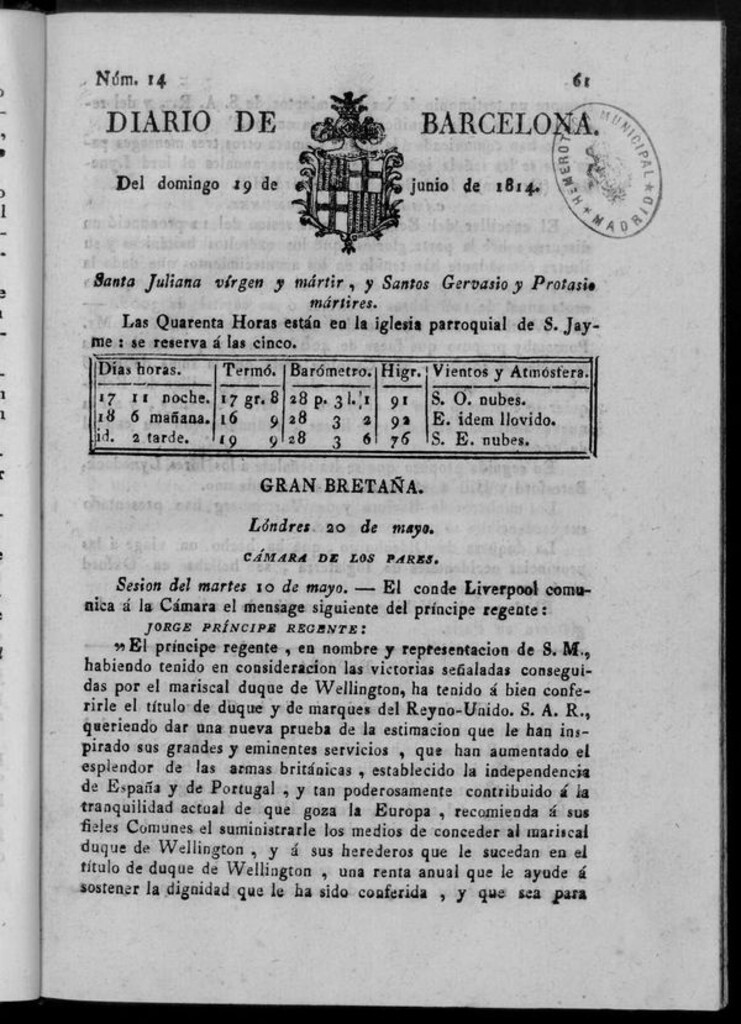 Núm. 14 61
DIARIO DE BARCELONA.
Del domingo 19 de junio de 1814.
HEMEROTECA MUNICIPAL
★ MADRID ★
Santa Juliana vírgen y mártir, y Santos Gervasio y Protasio
mártires.
Las Quarenta Horas están en la iglesia parroquial de S. Jay-
me : se reserva á las cinco.
Días horas. Termó. Barómetro. Higr. Vientos y Atmósfera.
17 11 noche. 17 gr. 8 28 p. 3 l. 1 91 S. O. nubes.
18 6 mañana. 16 9 28 3 2 92 E. idem llovido.
id. 2 tarde. 19 9 28 3 6 76 S. E. nubes.
GRAN BRETAÑA.
Lóndres 20 de mayo.
CÁMARA DE LOS PARES.
Sesion del martes 10 de mayo. — El conde Liverpool comu-
nica á la Cámara el mensage siguiente del príncipe regente:
JORGE PRÍNCIPE REGENTE:
„El príncipe regente, en nombre y representacion de S. M.,
habiendo tenido en consideracion las victorias señaladas consegui-
das por el mariscal duque de Wellington, ha tenido á bien confe-
rirle el título de duque y de marques del Reyno-Unido. S. A. R.,
queriendo dar una nueva prueba de la estimacion que le han ins-
pirado sus grandes y eminentes servicios, que han aumentado el
esplendor de las armas británicas, establecido la independencia
de España y de Portugal, y tan poderosamente contribuido á la
tranquilidad actual de que goza la Europa, recomienda á sus
fieles Comunes el suministrarle los medios de conceder al mariscal
duque de Wellington, y á sus herederos que le sucedan en el
título de duque de Wellington, una renta anual que le ayude á
sostener la dignidad que le ha sido conferida, y que sea para